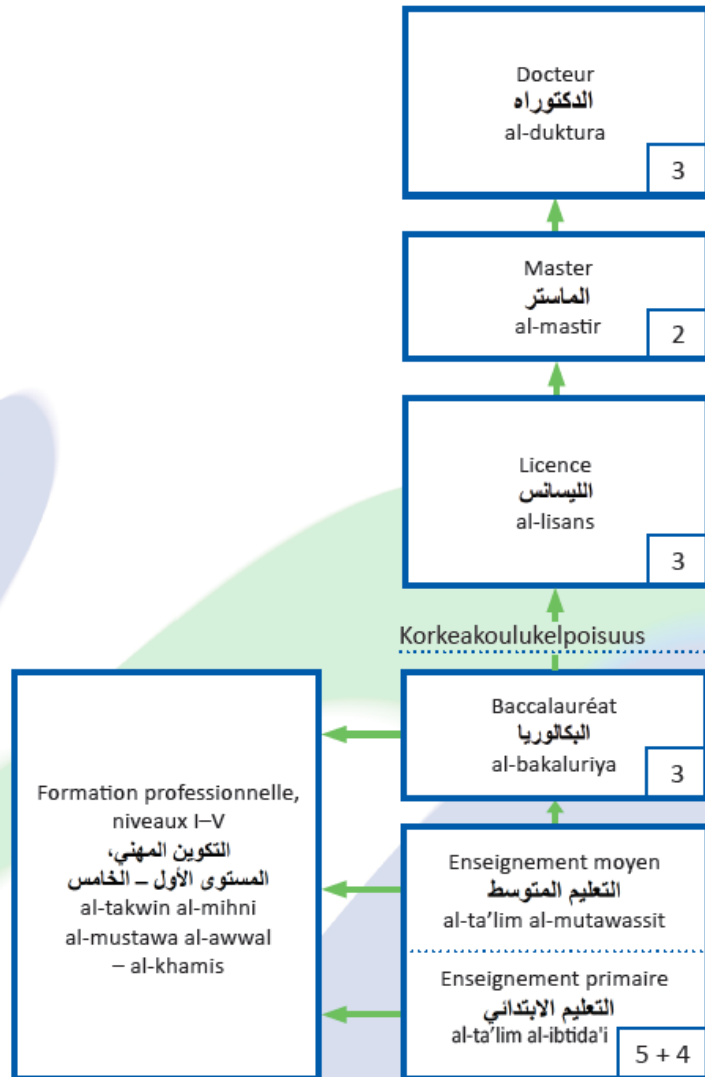 Docteur
الدكتوراه
al-duktura
3
Master
الماستر
al-mastir
2
Licence
الليسانس
al-lisans
3
Korkeakoulukelpoisuus
Baccalauréat
البكالوريا
al-bakaluriya
3
Formation professionnelle,
niveaux I–V
التكوين المهني،
المستوى الأول – الخامس
al-takwin al-mihni
al-mustawa al-awwal
– al-khamis
Enseignement moyen
التعليم المتوسط
al-ta’lim al-mutawassit
Enseignement primaire
التعليم الابتدائي
al-ta’lim al-ibtida'i
5 + 4